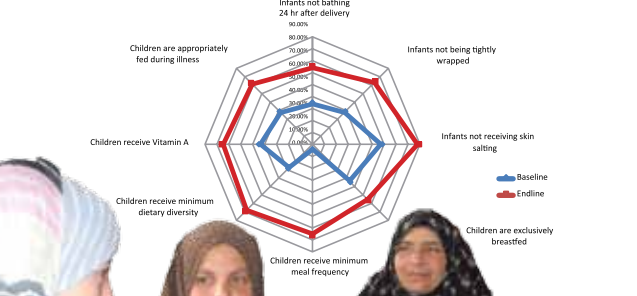 Infants not bathing
24 hr after delivery
90.00%
80.00%
70.00%
60.00%
50.00%
40.00%
30.00%
20.00%
10.00%
0.00%
Infants not being tightly
wrapped
Infants not receiving skin
salting
Children are exclusively
breastfed
Children receive minimum
meal frequency
Children receive minimum
dietary diversity
Children receive Vitamin A
Children are appropriately
fed during illness
Baseline
Endline